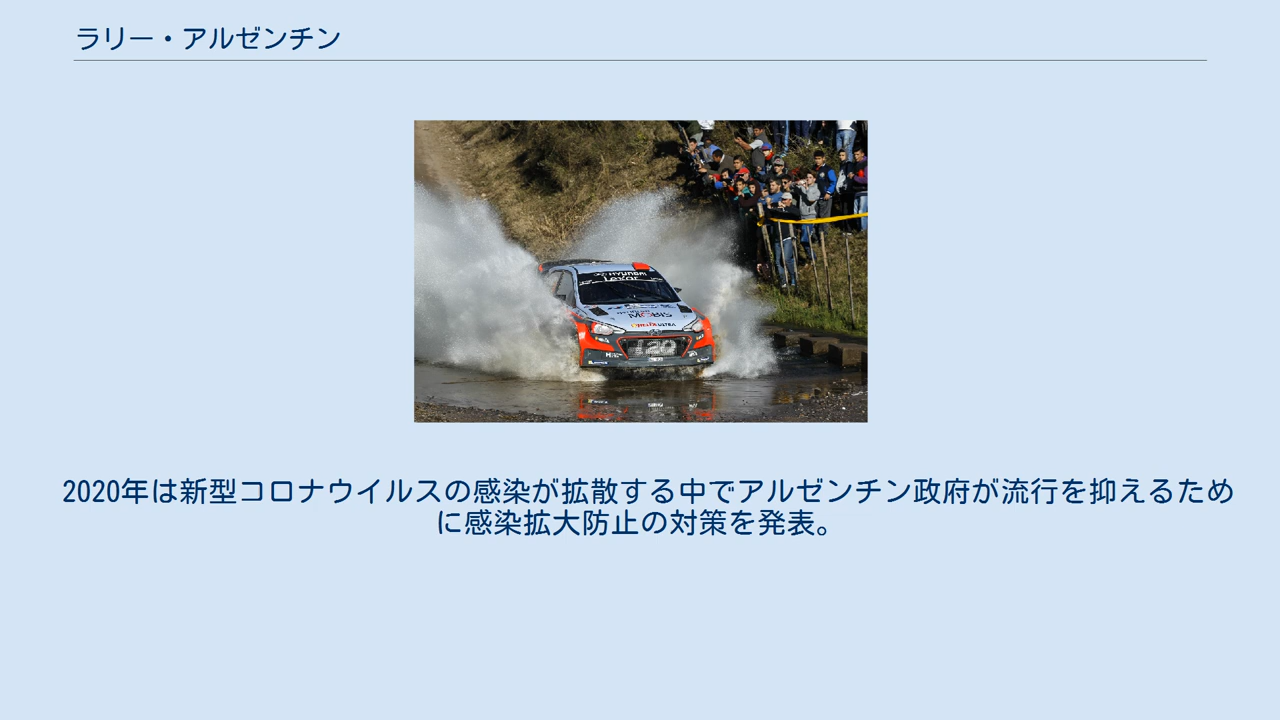 ラリー・アルゼンチン
HYUNDAI
Lexar
MOBIS
2020年は新型コロナウイルスの感染が拡散する中でアルゼンチン政府が流行を抑えるため
に感染拡大防止の対策を発表。